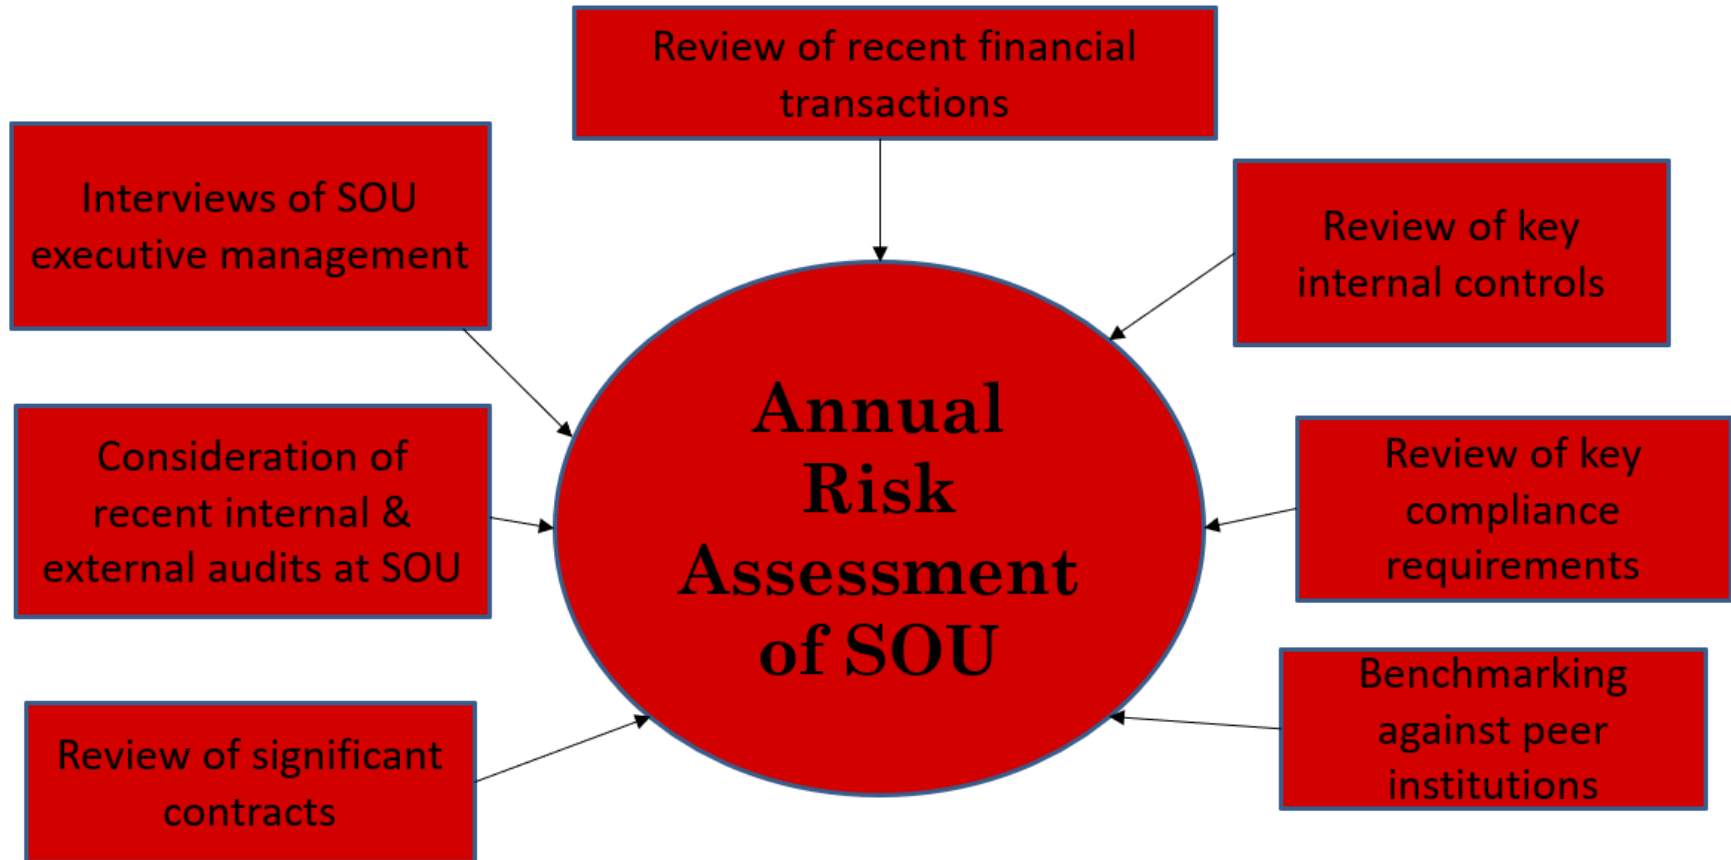 Review of recent financial
transactions
Interviews of SOU
executive management
Review of key
internal controls
Annual
Risk
Assessment
of SOU
Consideration of
recent internal &
external audits at SOU
Review of key
compliance
requirements
Review of significant
contracts
Benchmarking
against peer
institutions